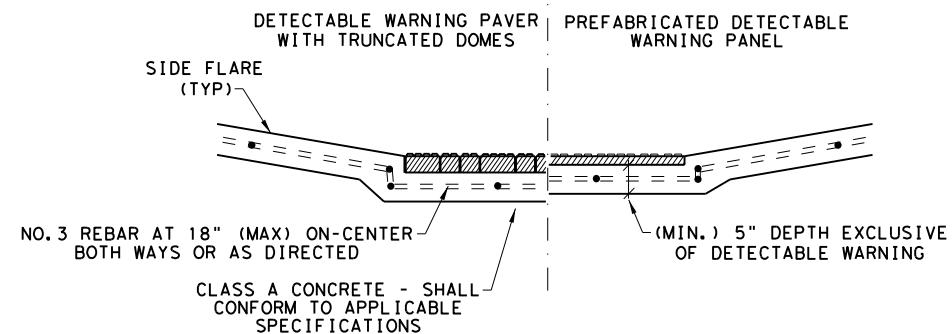 DETECTABLE WARNING PAVER
WITH TRUNCATED DOMES
PREFABRICATED DETECTABLE
WARNING PANEL
SIDE FLARE
(TYP)
NO.3 REBAR AT 18" (MAX) ON-CENTER
BOTH WAYS OR AS DIRECTED
(MIN.) 5" DEPTH EXCLUSIVE
OF DETECTABLE WARNING
CLASS A CONCRETE - SHALL
CONFORM TO APPLICABLE
SPECIFICATIONS